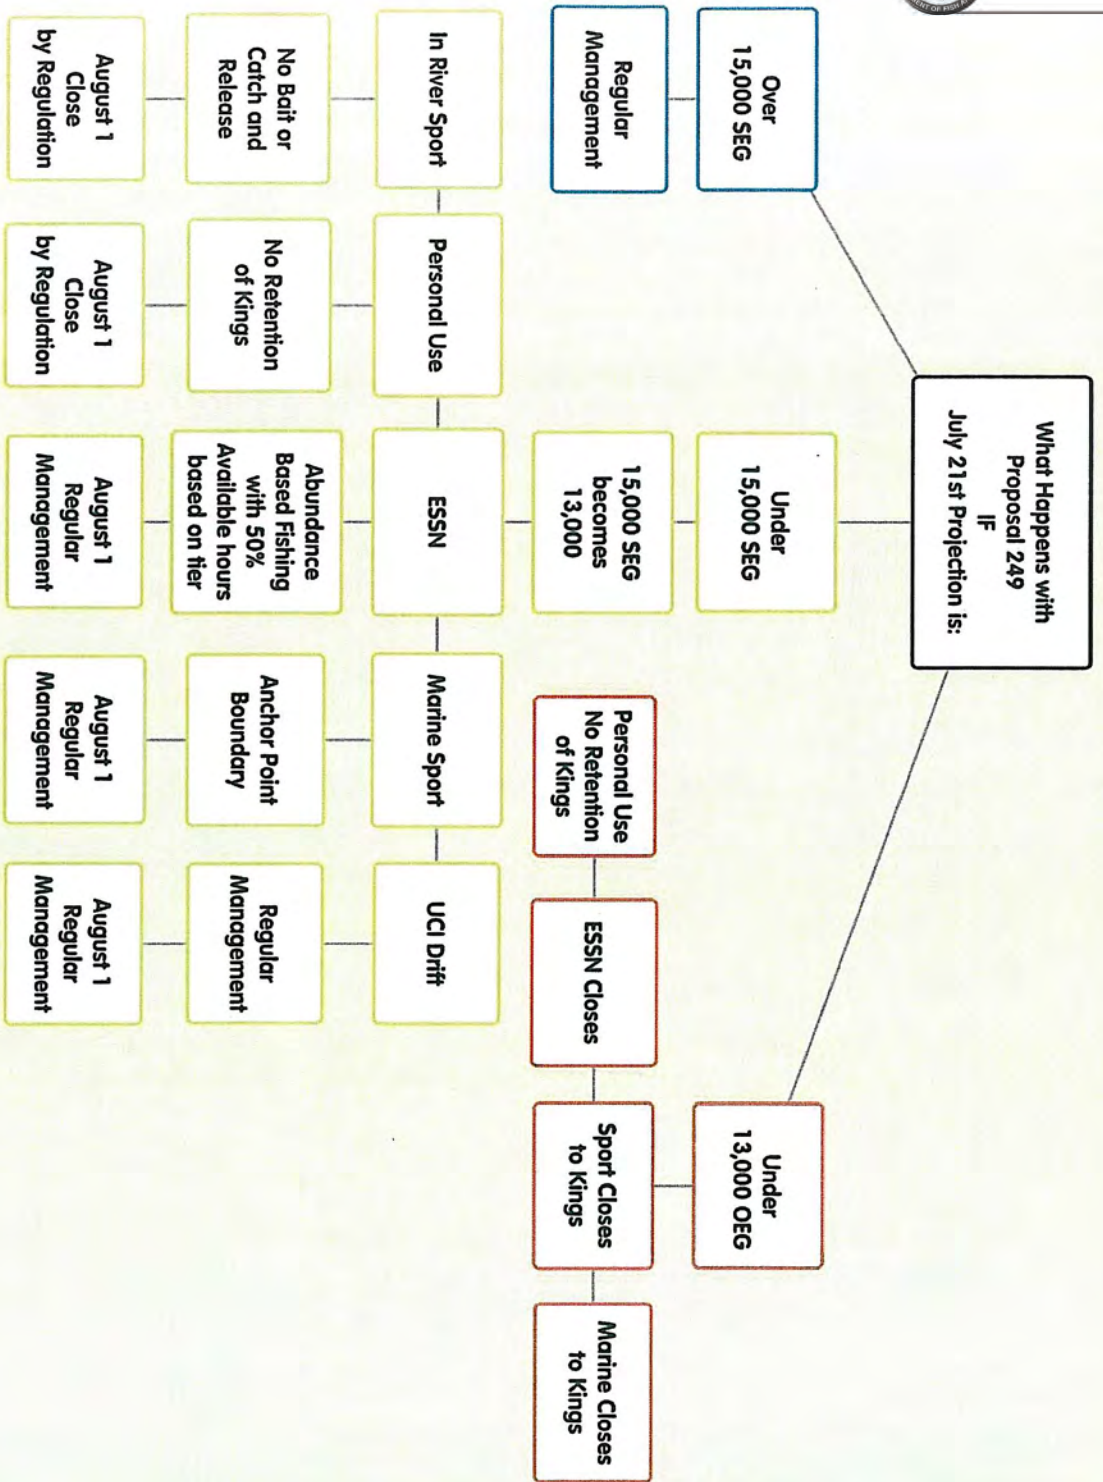 MENT OF FISH
What Happens with
Proposal 249
IF
July 21st Projection is:
Over
15,000 SEG
Regular
Management
Under
15,000 SEG
15,000 SEG
becomes
13,000
Under
13,000 OEG
Personal Use
No Retention
of Kings
ESSN Closes
Sport Closes
to Kings
Marine Closes
to Kings
In River Sport
Personal Use
ESSN
Marine Sport
UCI Drift
No Bait or
Catch and
Release
No Retention
of Kings
Abundance
Based Fishing
with 50%
Available hours
based on tier
Anchor Point
Boundary
Regular
Management
August 1
Close
by Regulation
August 1
Close
by Regulation
August 1
Regular
Management
August 1
Regular
Management
August 1
Regular
Management